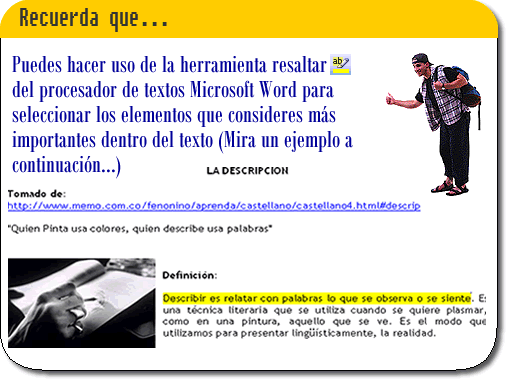 Recuerda que...
Puedes hacer uso de la herramienta resaltar ab
del procesador de textos Microsoft Word para
seleccionar los elementos que consideres más
importantes dentro del texto (Mira un ejemplo a
continuación...)
LA DESCRIPCION
Tomado de:
http://www.memo.com.co/fenonino/aprenda/castellano/castellano4.html#descrip
"Quien Pinta usa colores, quien describe usa palabras"
Definición:
Describir es relatar con palabras lo que se observa o se siente. Es
una técnica literaria que se utiliza cuando se quiere plasmar,
como en una pintura, aquello que se ve. Es el modo que
utilizamos para presentar lingüísticamente, la realidad.